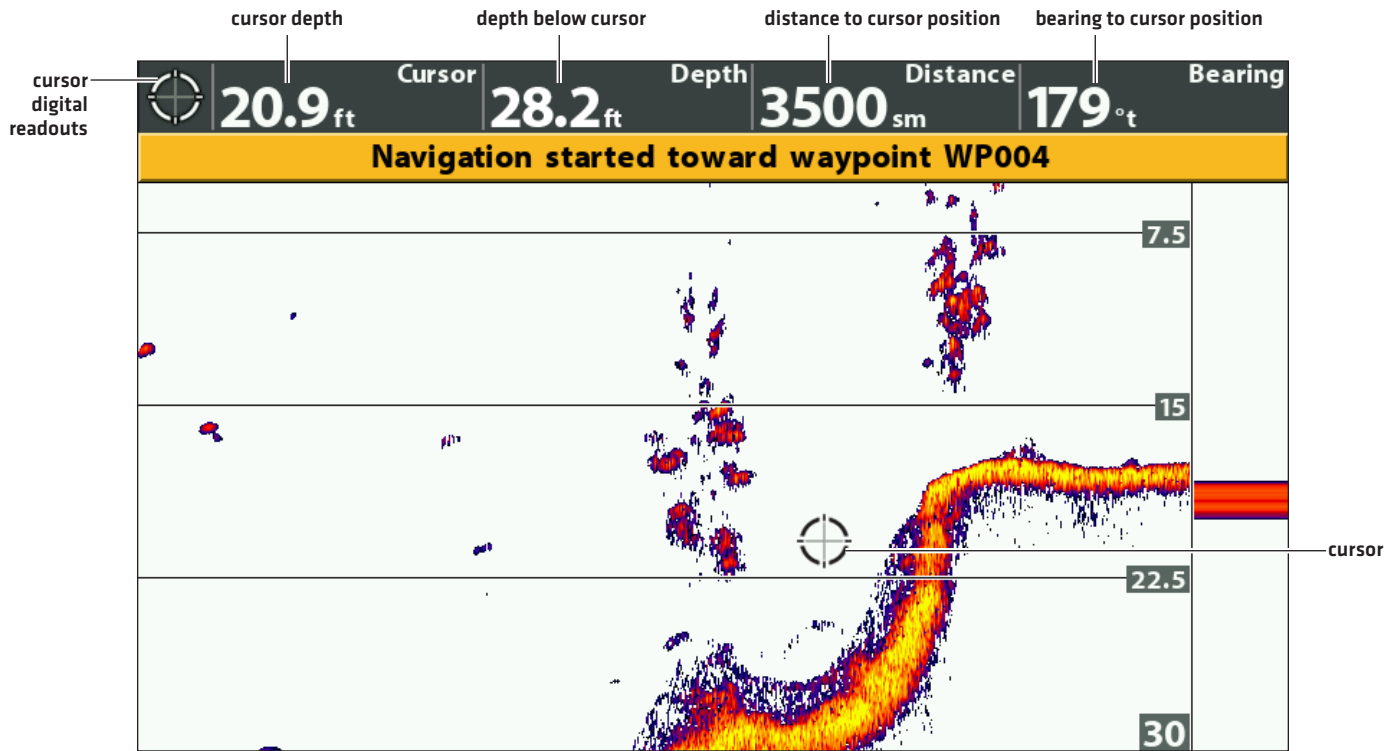 cursor depth
depth below cursor
distance to cursor position
bearing to cursor position
cursor
digital
readouts
Cursor
20.9 ft
Depth
28.2 ft
Distance
3500 sm
Bearing
179 °t
Navigation started toward waypoint WP004
7.5
15
cursor
22.5
30